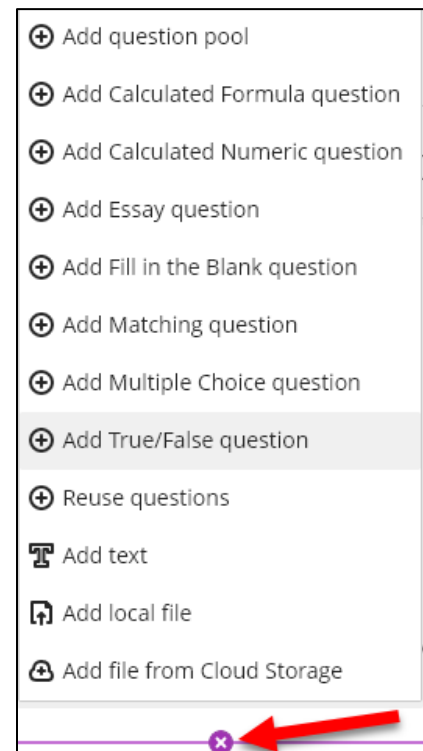 Add question pool
Add Calculated Formula question
Add Calculated Numeric question
Add Essay question
Add Fill in the Blank question
Add Matching question
Add Multiple Choice question
Add True/False question
Reuse questions
Add text
Add local file
Add file from Cloud Storage